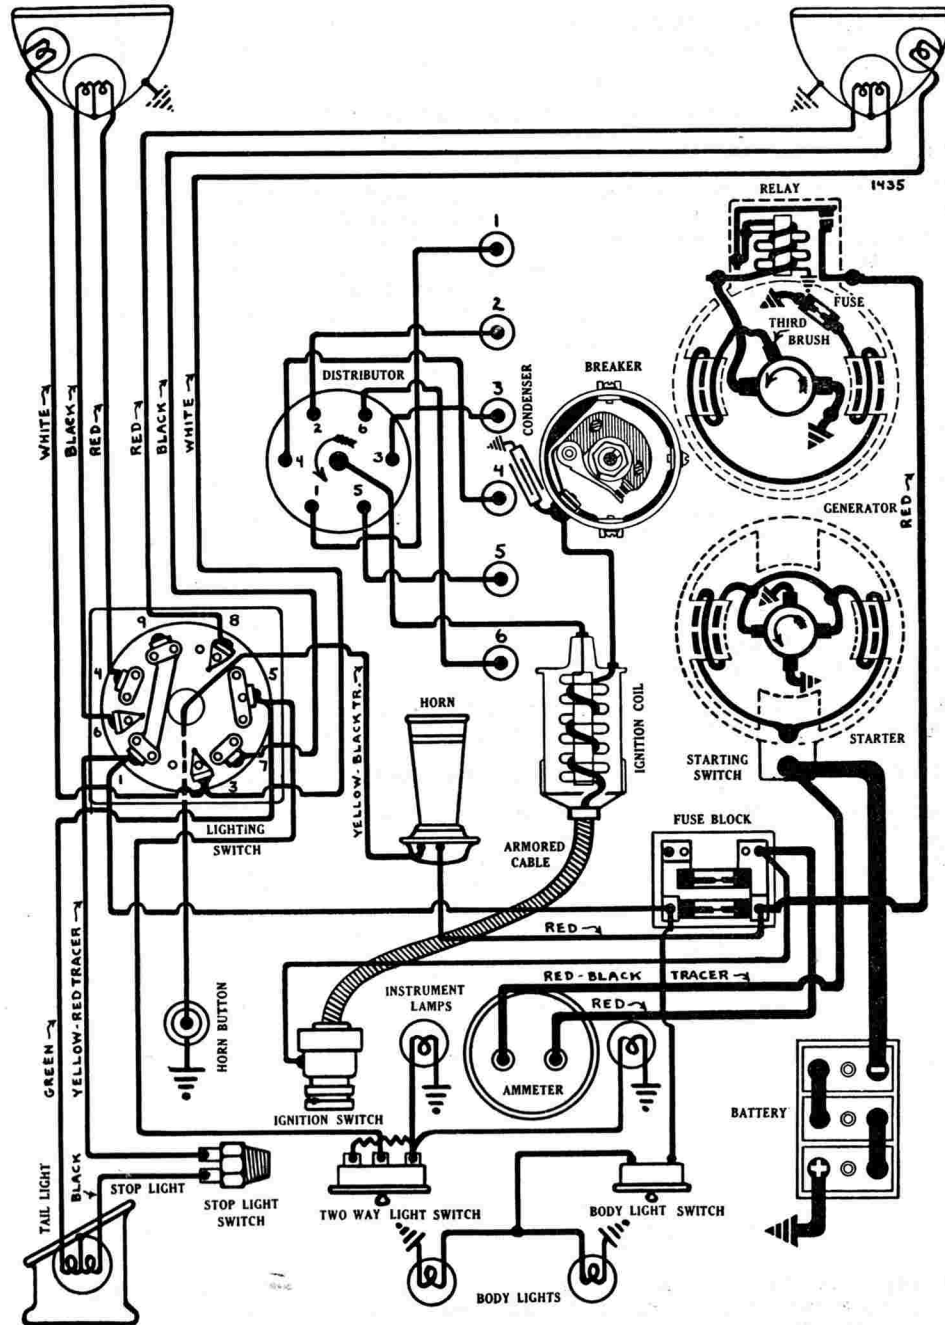 1435
RELAY
FUSE
THIRD
BRUSH
1
2
3
4
5
6
DISTRIBUTOR
2
6
4
3
1
5
CONDENSER
BREAKER
WHITE
BLACK
RED
RED
BLACK
WHITE
GENERATOR
RED
9
8
4
5
6
7
1
3
LIGHTING
SWITCH
YELLOW-BLACK TR.
HORN
IGNITION COIL
STARTER
STARTING
SWITCH
FUSE BLOCK
ARMORED
CABLE
RED
RED-BLACK TRACER
RED
INSTRUMENT
LAMPS
GREEN
YELLOW-RED TRACER
HORN BUTTON
AMMETER
IGNITION SWITCH
BATTERY
TAIL LIGHT
BLACK
STOP LIGHT
STOP LIGHT
SWITCH
TWO WAY LIGHT SWITCH
BODY LIGHT SWITCH
BODY LIGHTS